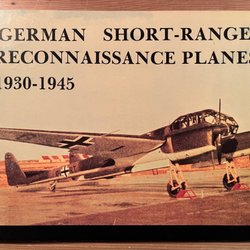 GERMAN SHORT-RANGE
RECONNAISSANCE PLANES
1930-1945